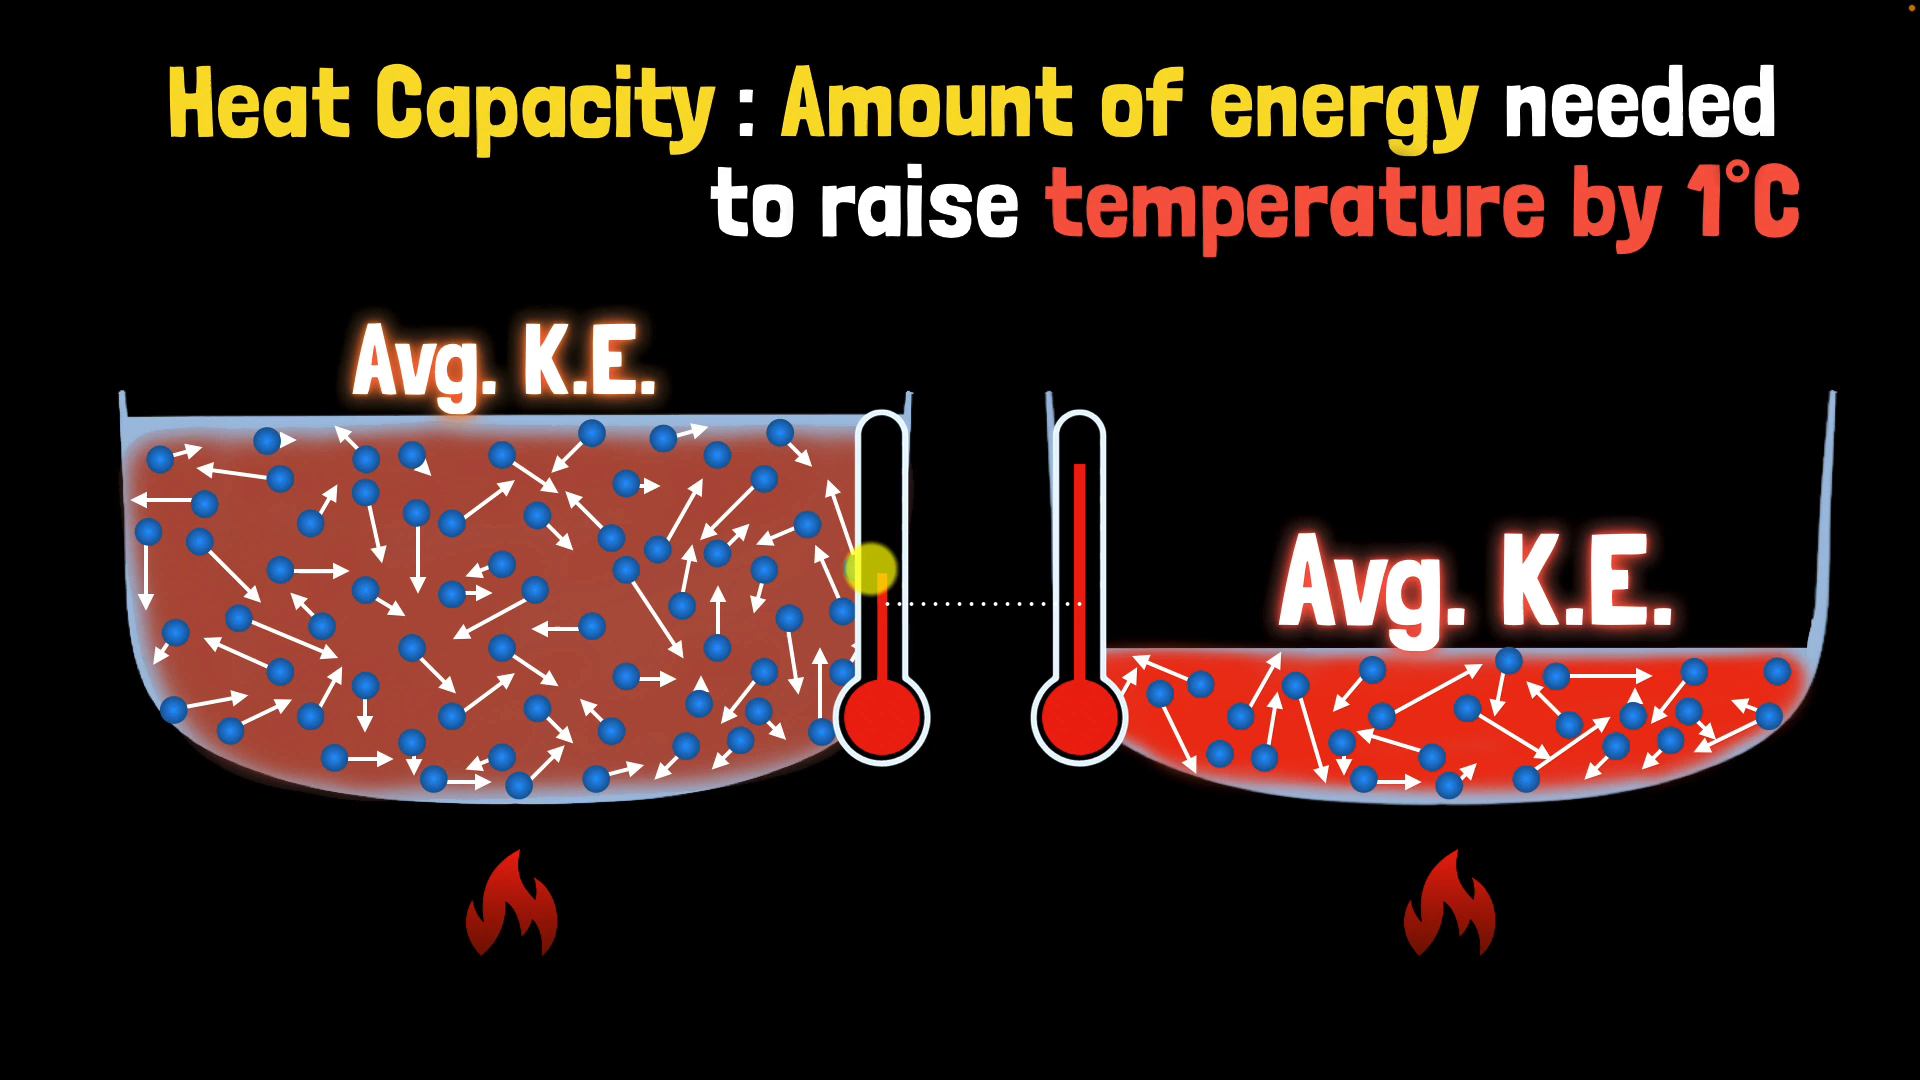 Heat Capacity : Amount of energy needed
to raise temperature by 1°C
Avg. K.E.
Avg. K.E.